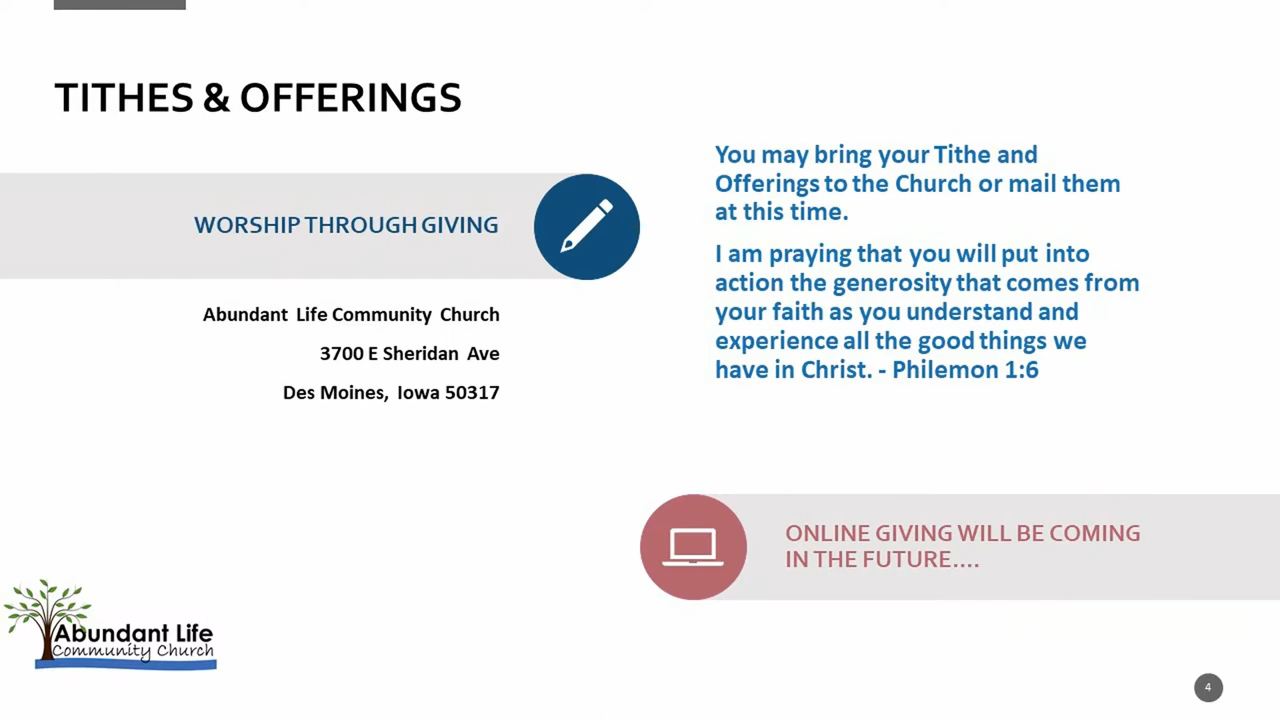 TITHES & OFFERINGS
WORSHIP THROUGH GIVING
Abundant Life Community Church
3700 E Sheridan Ave
Des Moines, Iowa 50317
You may bring your Tithe and
Offerings to the Church or mail them
at this time.
I am praying that you will put into
action the generosity that comes from
your faith as you understand and
experience all the good things we
have in Christ. - Philemon 1:6
ONLINE GIVING WILL BE COMING
IN THE FUTURE....
Abundant Life
Community Church
4